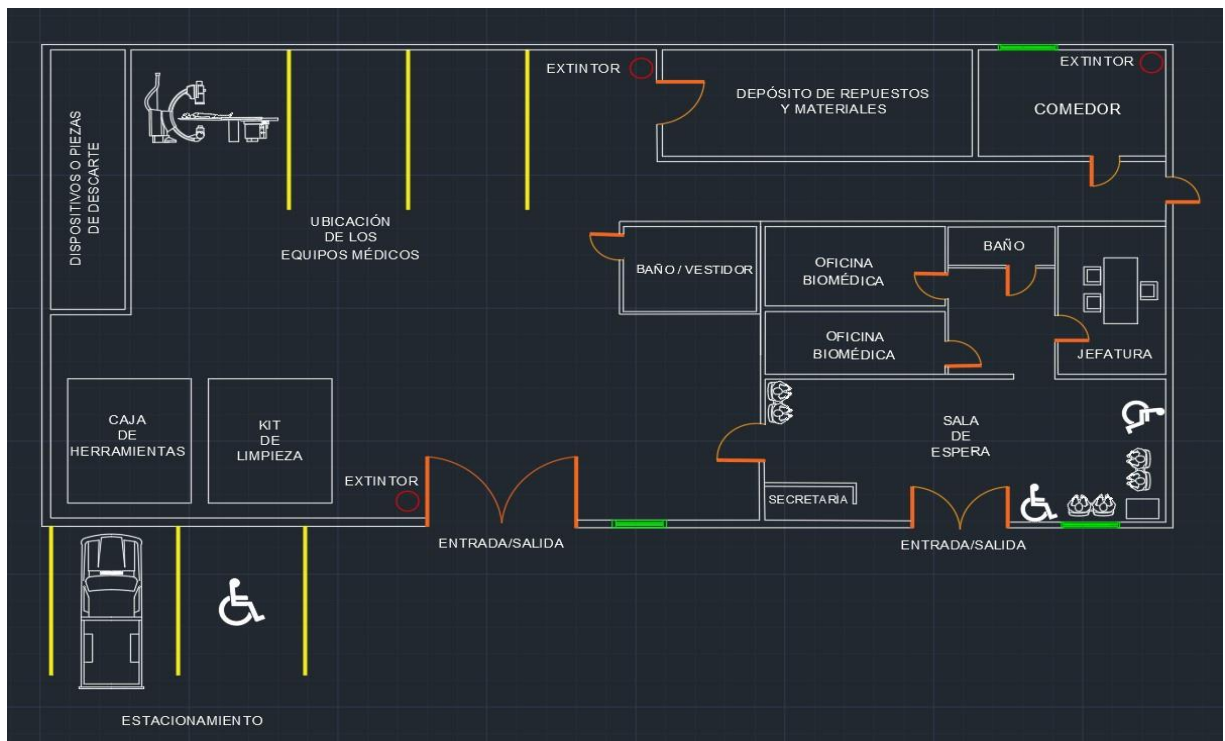 EXTINTOR
EXTINTOR
DEPÓSITO DE REPUESTOS
Y MATERIALES
COMEDOR
DISPOSITIVOS O PIEZAS
DE DESCARTE
UBICACIÓN
DE LOS
EQUIPOS MÉDICOS
BAÑO / VESTIDOR
OFICINA
BIOMÉDICA
BAÑO
OFICINA
BIOMÉDICA
JEFATURA
CAJA
DE
HERRAMIENTAS
KIT
DE
LIMPIEZA
SALA
DE
ESPERA
EXTINTOR
SECRETARÍA
ENTRADA/SALIDA
ENTRADA/SALIDA
ESTACIONAMIENTO